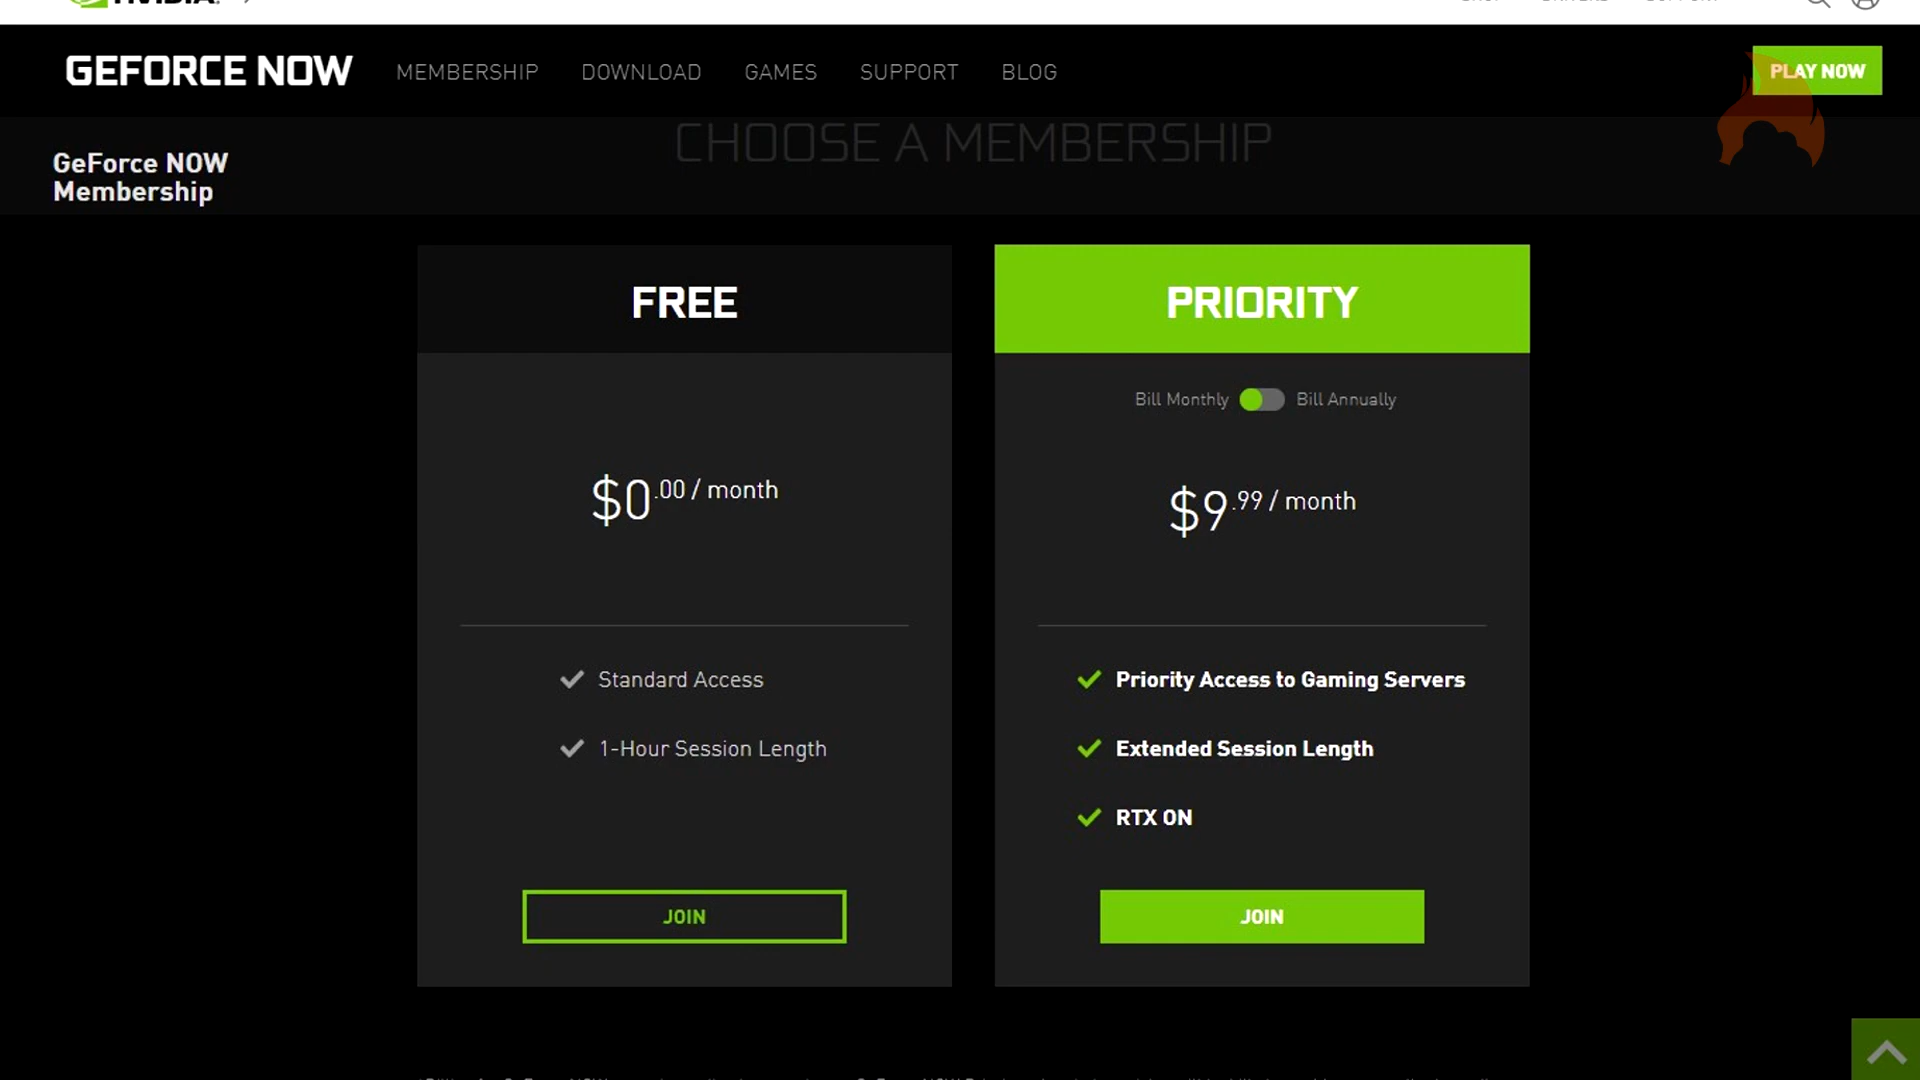 GEFORCE NOW
MEMBERSHIP
DOWNLOAD
GAMES
SUPPORT
BLOG
PLAY NOW
CHOOSE A MEMBERSHIP
GeForce NOW
Membership
FREE
$0.00 / month
Standard Access
1-Hour Session Length
JOIN
PRIORITY
Bill Monthly
Bill Annually
$9.99 / month
Priority Access to Gaming Servers
Extended Session Length
RTX ON
JOIN